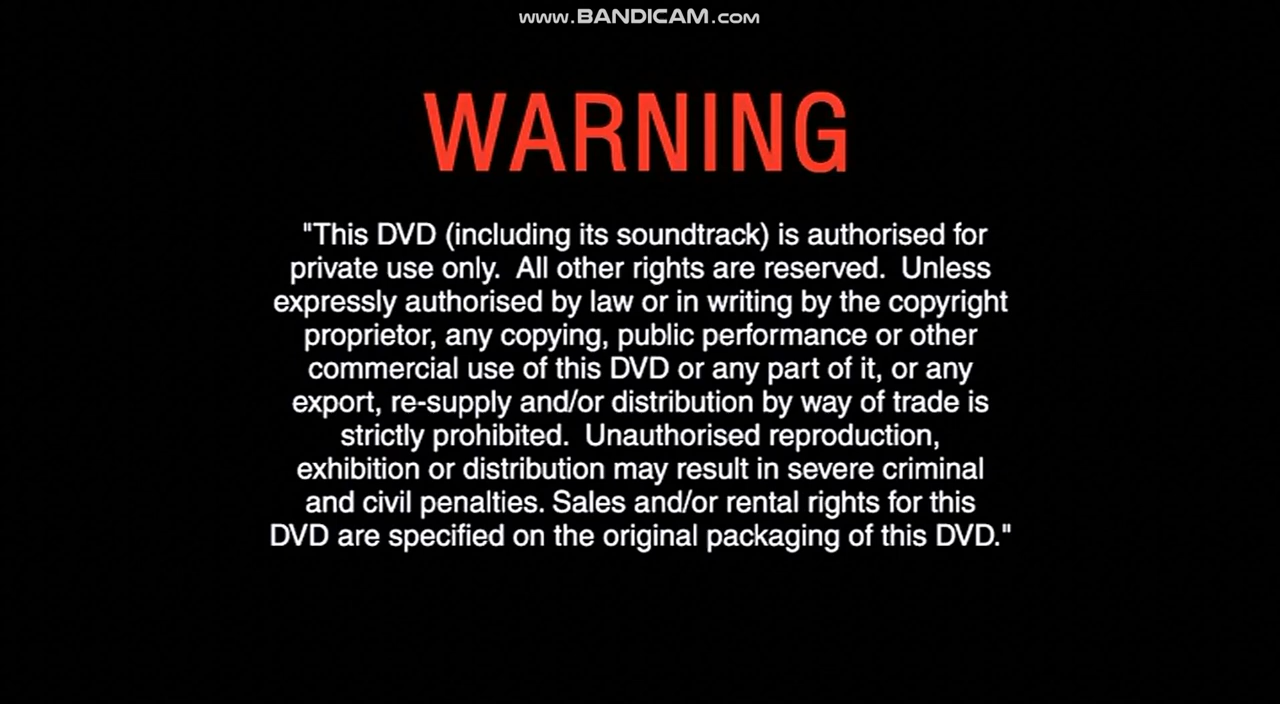 www.BANDICAM.com
WARNING
"This DVD (including its soundtrack) is authorised for
private use only.  All other rights are reserved.  Unless
expressly authorised by law or in writing by the copyright
proprietor, any copying, public performance or other
commercial use of this DVD or any part of it, or any
export, re-supply and/or distribution by way of trade is
strictly prohibited.  Unauthorised reproduction,
exhibition or distribution may result in severe criminal
and civil penalties. Sales and/or rental rights for this
DVD are specified on the original packaging of this DVD."